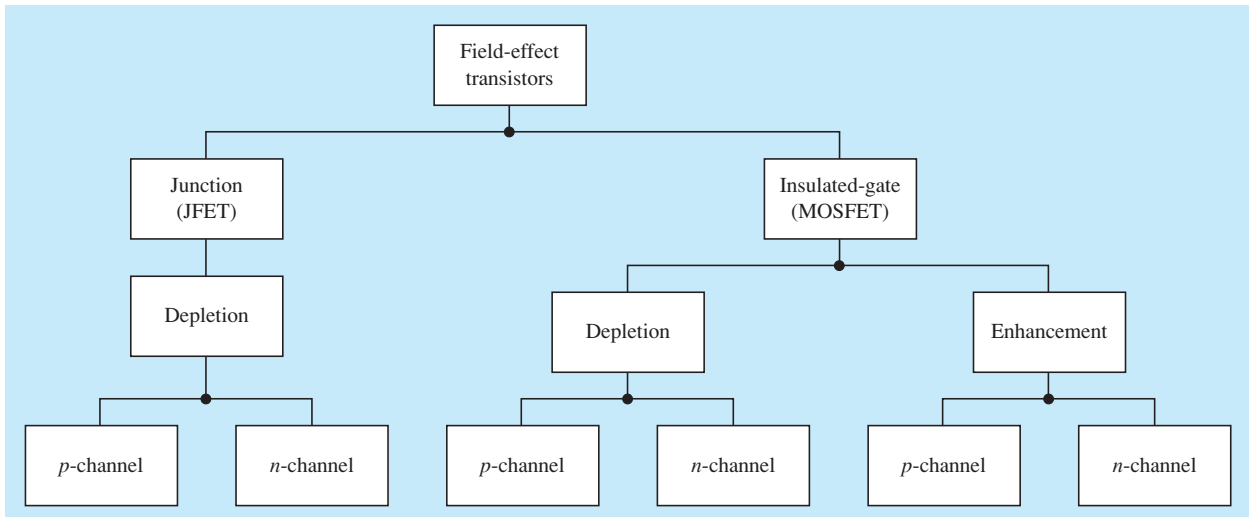 Field-effect
transistors
Junction
(JFET)
Insulated-gate
(MOSFET)
Depletion
Depletion
Enhancement
p-channel
n-channel
p-channel
n-channel
p-channel
n-channel